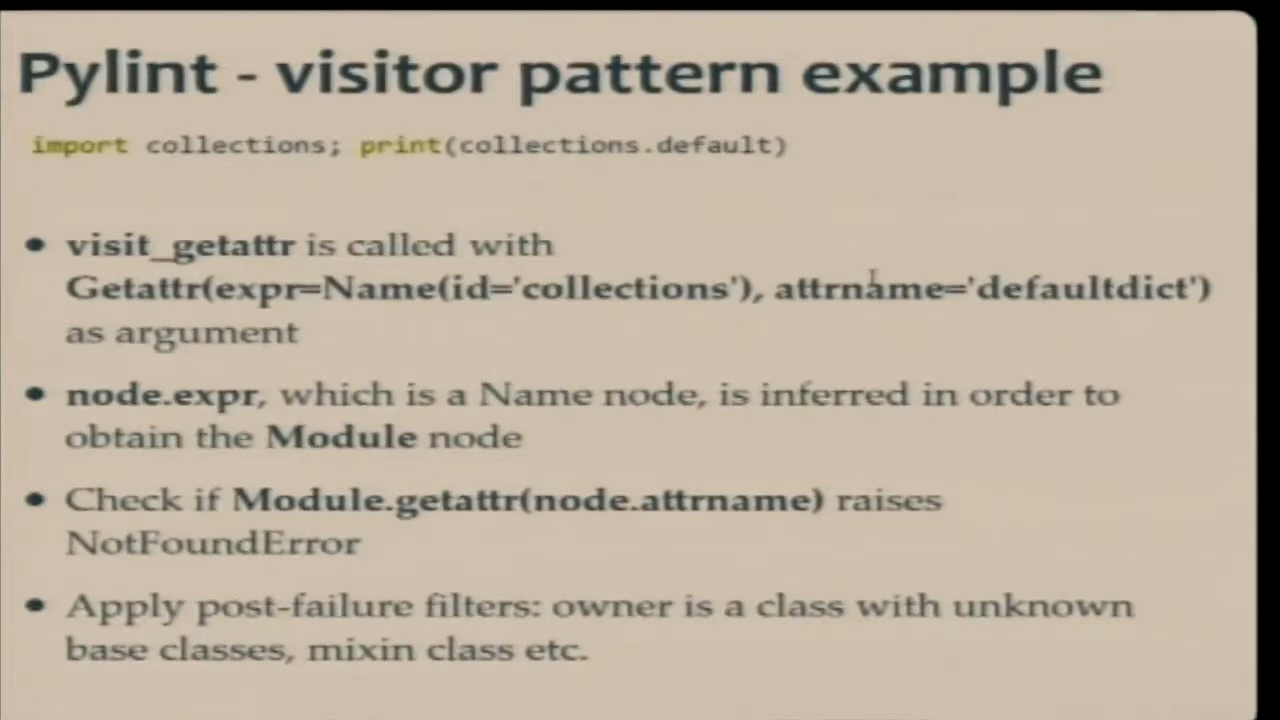 Pylint - visitor pattern example
import collections; print(collections.default)
• visit_getattr is called with
Getattr(expr=Name(id='collections'), attrname='defaultdict')
as argument
• node.expr, which is a Name node, is inferred in order to
obtain the Module node
• Check if Module.getattr(node.attrname) raises
NotFoundError
• Apply post-failure filters: owner is a class with unknown
base classes, mixin class etc.